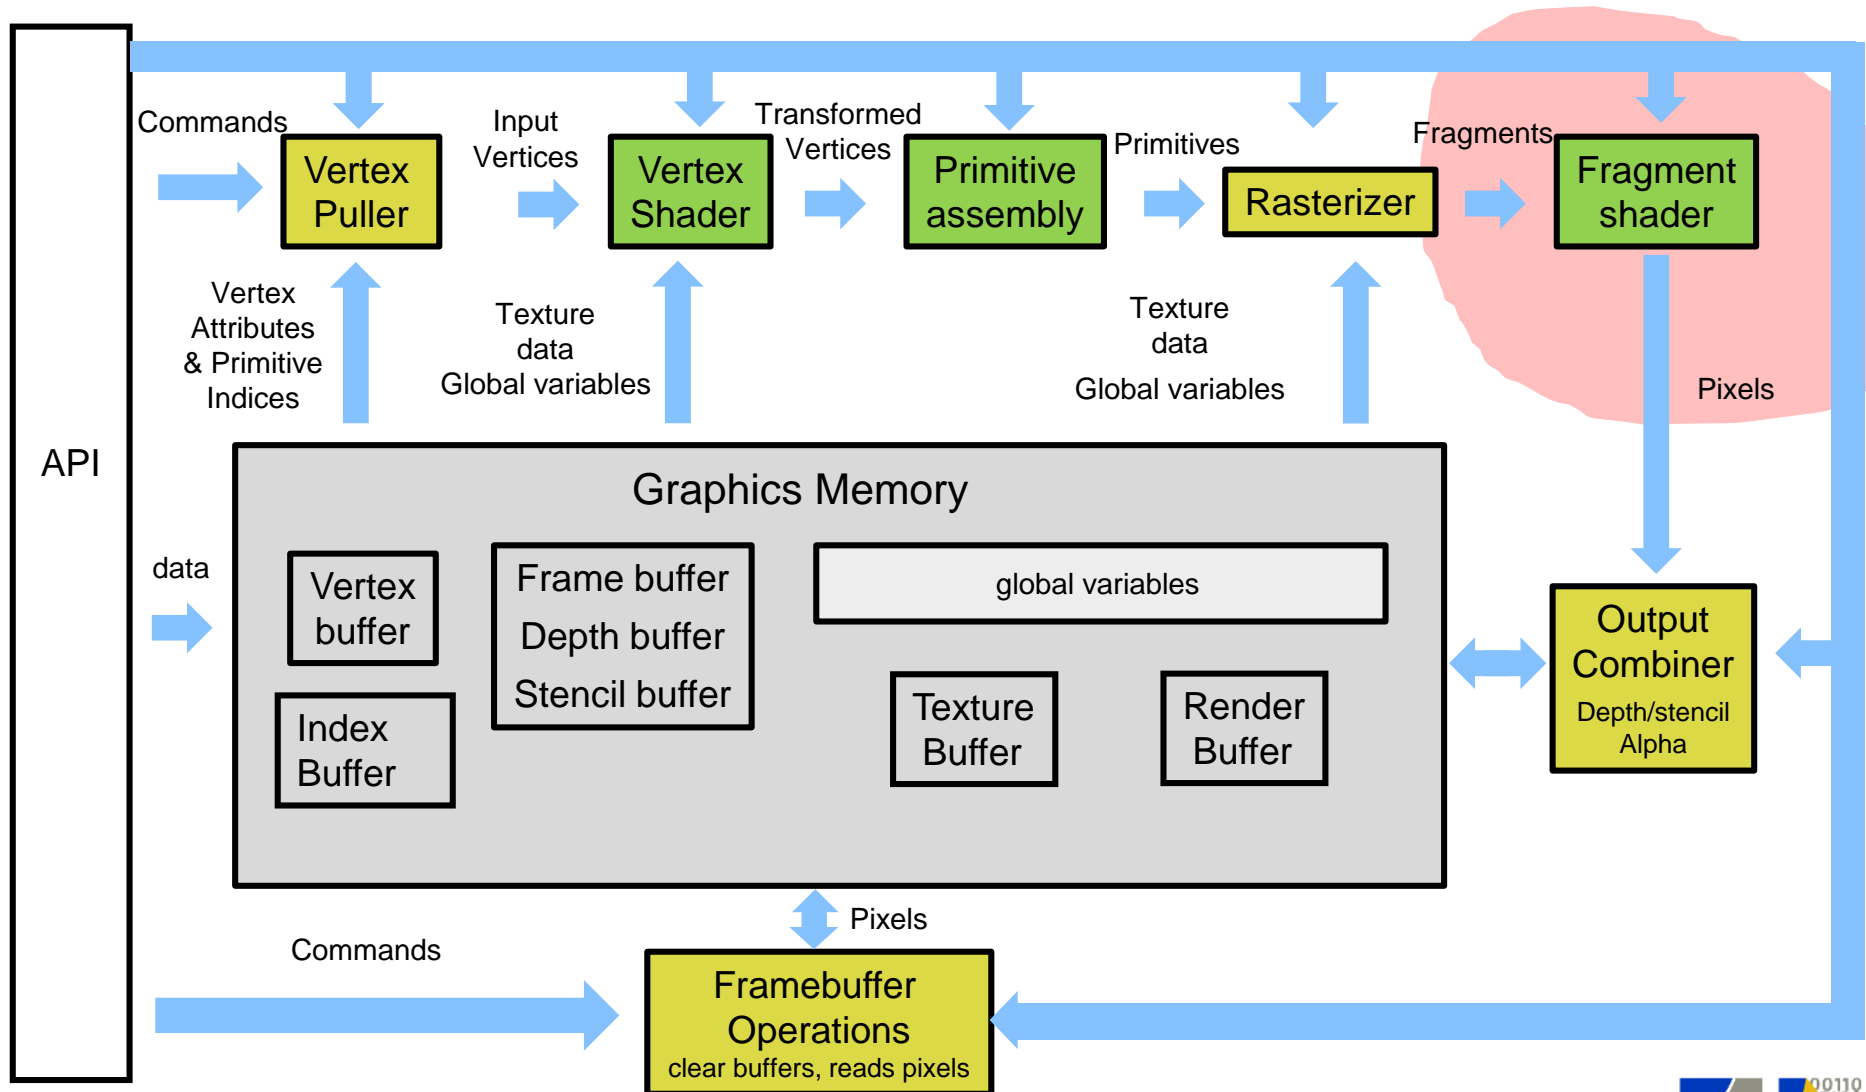 API
Commands
Vertex
Puller
Input
Vertices
Vertex
Shader
Transformed
Vertices
Primitive
assembly
Primitives
Rasterizer
Fragments
Fragment
shader
Vertex
Attributes
& Primitive
Indices
Texture
data
Global variables
Texture
data
Global variables
Pixels
Graphics Memory
data
Vertex
buffer
Index
Buffer
Frame buffer
Depth buffer
Stencil buffer
global variables
Texture
Buffer
Render
Buffer
Output
Combiner
Depth/stencil
Alpha
Pixels
Commands
Framebuffer
Operations
clear buffers, reads pixels
00110